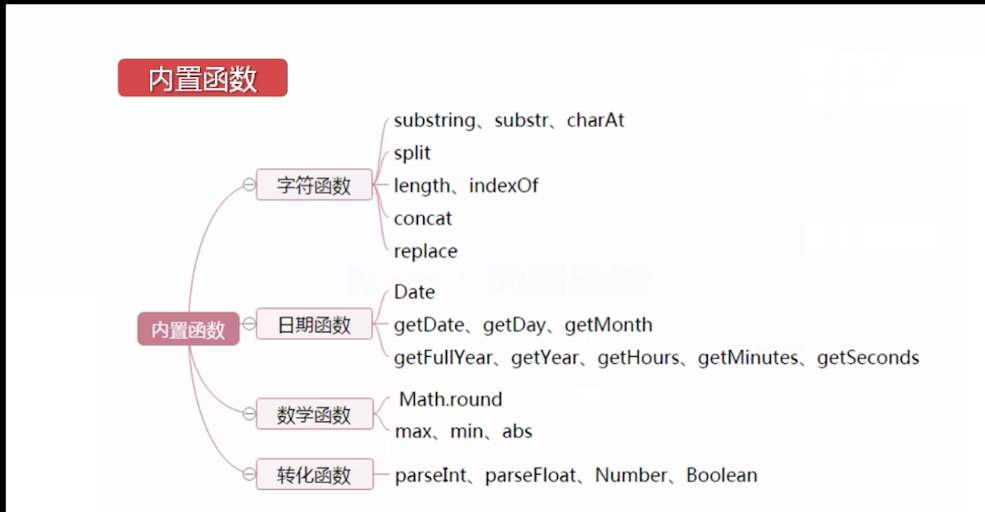 内置函数
字符函数
substring、substr、charAt
split
length、indexOf
concat
replace
内置函数
日期函数
Date
getDate、getDay、getMonth
getFullYear、getYear、getHours、getMinutes、getSeconds
数学函数
Math.round
max、min、abs
转化函数
parseInt、parseFloat、Number、Boolean